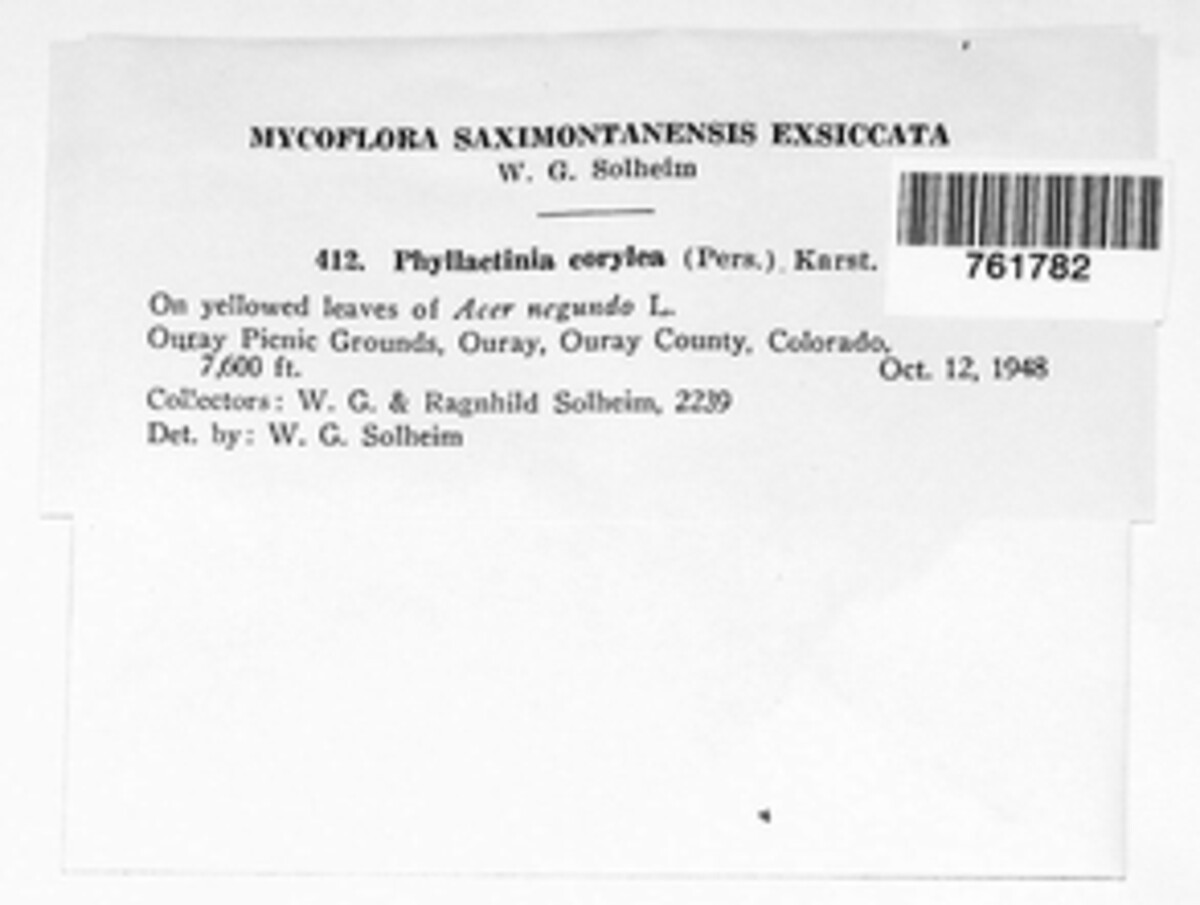 MYCOFLORA SAXIMONTANENSIS EXSICCATA
W. G. Solheim
412. Phyllactinia corylea (Pers.) Karst.
761782
On yellowed leaves of Acer negundo L.
Ouray Picnic Grounds, Ouray, Ouray County, Colorado,
7,600 ft. Oct. 12, 1948
Collectors: W. G. & Ragnhild Solheim, 2239
Det. by: W. G. Solheim